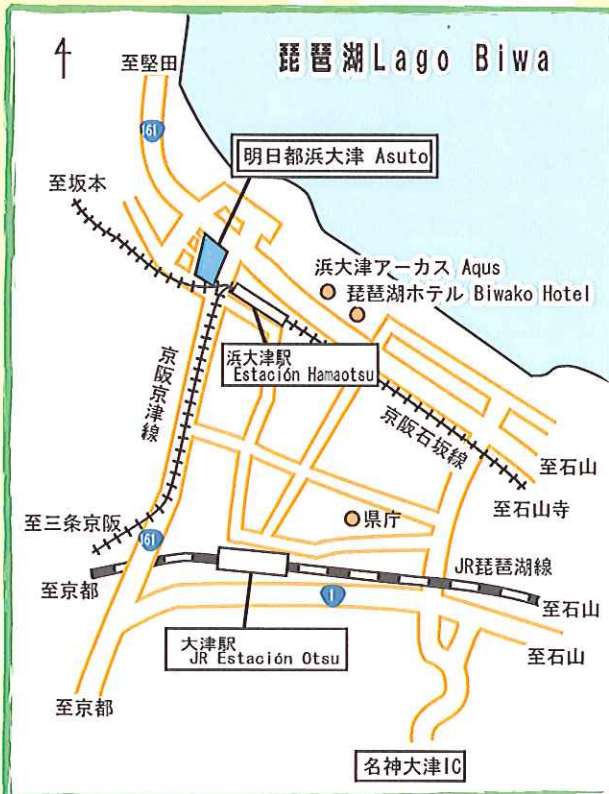 琵琶湖Lago Biwa
至堅田
161
明日都浜大津 Asuto
至坂本
浜大津アーカス Aqus
琵琶湖ホテル Biwako Hotel
浜大津駅
Estación Hamaotsu
京阪京津線
京阪石坂線
至石山
至石山寺
県庁
至三条京阪
161
JR琵琶湖線
至京都
1
至石山
大津駅
JR Estación Otsu
至石山
至京都
名神大津IC